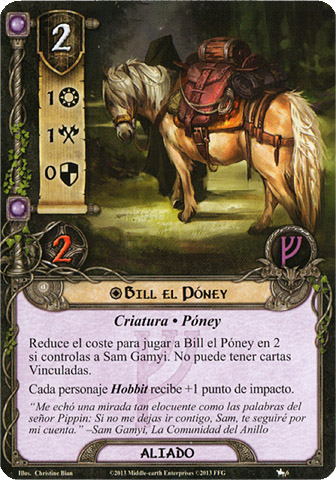 2
1
1
0
2
Bill el Póney
Criatura • Póney
Reduce el coste para jugar a Bill el Póney en 2
si controlas a Sam Gamyi. No puede tener cartas
Vinculadas.
Cada personaje Hobbit recibe +1 punto de impacto.
“Me echó una mirada tan elocuente como las palabras del
señor Pippin: Si no me dejas ir contigo, Sam, te seguiré por
mi cuenta.” –Sam Gamyi, La Comunidad del Anillo
ALIADO
Illus. Christine Bian
©2013 Middle-earth Enterprises ©2013 FFG
6